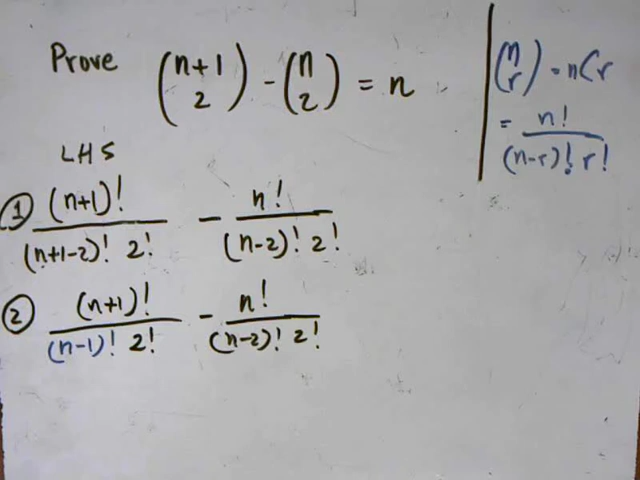 Prove (n+1 2) - (n 2) = n
LHS
① (n+1)! / (n+1-2)! 2! - n! / (n-2)! 2!
② (n+1)! / (n-1)! 2! - n! / (n-2)! 2!
(n r) = nCr
= n! / (n-r)! r!